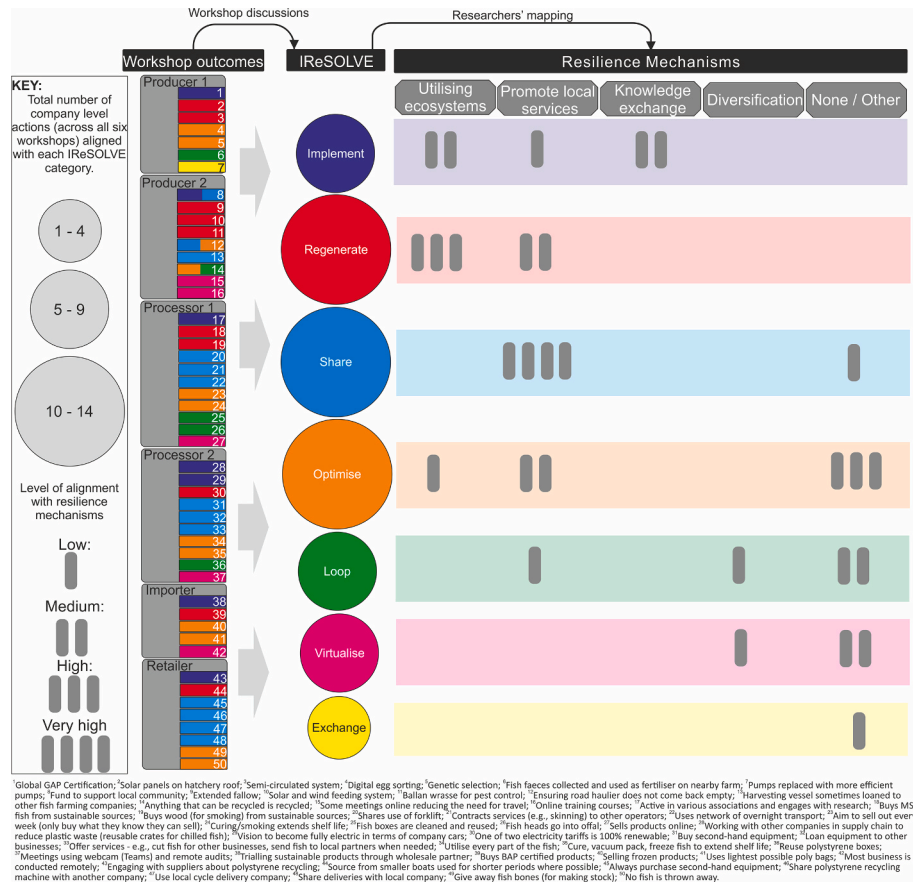 Workshop discussions
Researchers' mapping
Workshop outcomes
IReSOLVE
Resilience Mechanisms
KEY:
Total number of
company level
actions (across all six
workshops) aligned
with each IReSOLVE
category.
1 - 4
5 - 9
10 - 14
Level of alignment
with resilience
mechanisms
Low:
Medium:
High:
Very high
Producer 1
1
2
3
4
5
6
7
Producer 2
8
9
10
11
12
13
14
15
16
Processor 1
17
18
19
20
21
22
23
24
25
26
27
Processor 2
28
29
30
31
32
33
34
35
36
37
Importer
38
39
40
41
42
Retailer
43
44
45
46
47
48
49
50
Implement
Regenerate
Share
Optimise
Loop
Virtualise
Exchange
Utilising
ecosystems
Promote local
services
Knowledge
exchange
Diversification
None / Other
¹Global GAP Certification; ²Solar panels on hatchery roof; ³Semi-circulated system; ⁴Digital egg sorting; ⁵Genetic selection; ⁶Fish faeces collected and used as fertiliser on nearby farm; ⁷Pumps replaced with more efficient
pumps; ⁸Fund to support local community; ⁹Extended fallow; ¹⁰Solar and wind feeding system; ¹¹Ballan wrasse for pest control; ¹²Ensuring road haulier does not come back empty; ¹³Harvesting vessel sometimes loaned to
other fish farming companies; ¹⁴Anything that can be recycled is recycled; ¹⁵Some meetings online reducing the need for travel; ¹⁶Online training courses; ¹⁷Active in various associations and engages with research; ¹⁸Buys MS
fish from sustainable sources; ¹⁹Buys wood (for smoking) from sustainable sources; ²⁰Shares use of forklift; ²¹Contracts services (e.g., skinning) to other operators; ²²Uses network of overnight transport; ²³Aim to sell out every
week (only buy what they know they can sell); ²⁴Curing/smoking extends shelf life; ²⁵Fish boxes are cleaned and reused; ²⁶Fish heads go into offal; ²⁷Sells products online; ²⁸Working with other companies in supply chain to
reduce plastic waste (reusable crates for chilled fish); ²⁹Vision to become fully electric in terms of company cars; ³⁰One of two electricity tariffs is 100% renewable; ³¹Buy second-hand equipment; ³²Loan equipment to other
businesses; ³³Offer services - e.g., cut fish for other business, send fish to local partners when needed; ³⁴Utilise every part of the fish; ³⁵Cure, vacuum pack, freeze fish to extend shelf life; ³⁶Reuse packaging from other businesses;
³⁷Meetings using webcam (Teams) and remote audits; ³⁸Trialling sustainable products through wholesale partner; ³⁹Buys BAP certified products; ⁴⁰Selling frozen products; ⁴¹Uses lightest possible poly bags; ⁴²Most business is
conducted remotely; ⁴³Engaging with suppliers about polystyrene recycling; ⁴⁴Source from smaller boats used for shorter periods where possible; ⁴⁵Always purchase second-hand equipment; ⁴⁶Share polystyrene recycling
machine with another company; ⁴⁷Use local cycle delivery company; ⁴⁸Share deliveries with local company; ⁴⁹Give away fish bones (for making stock); ⁵⁰No fish is thrown away.